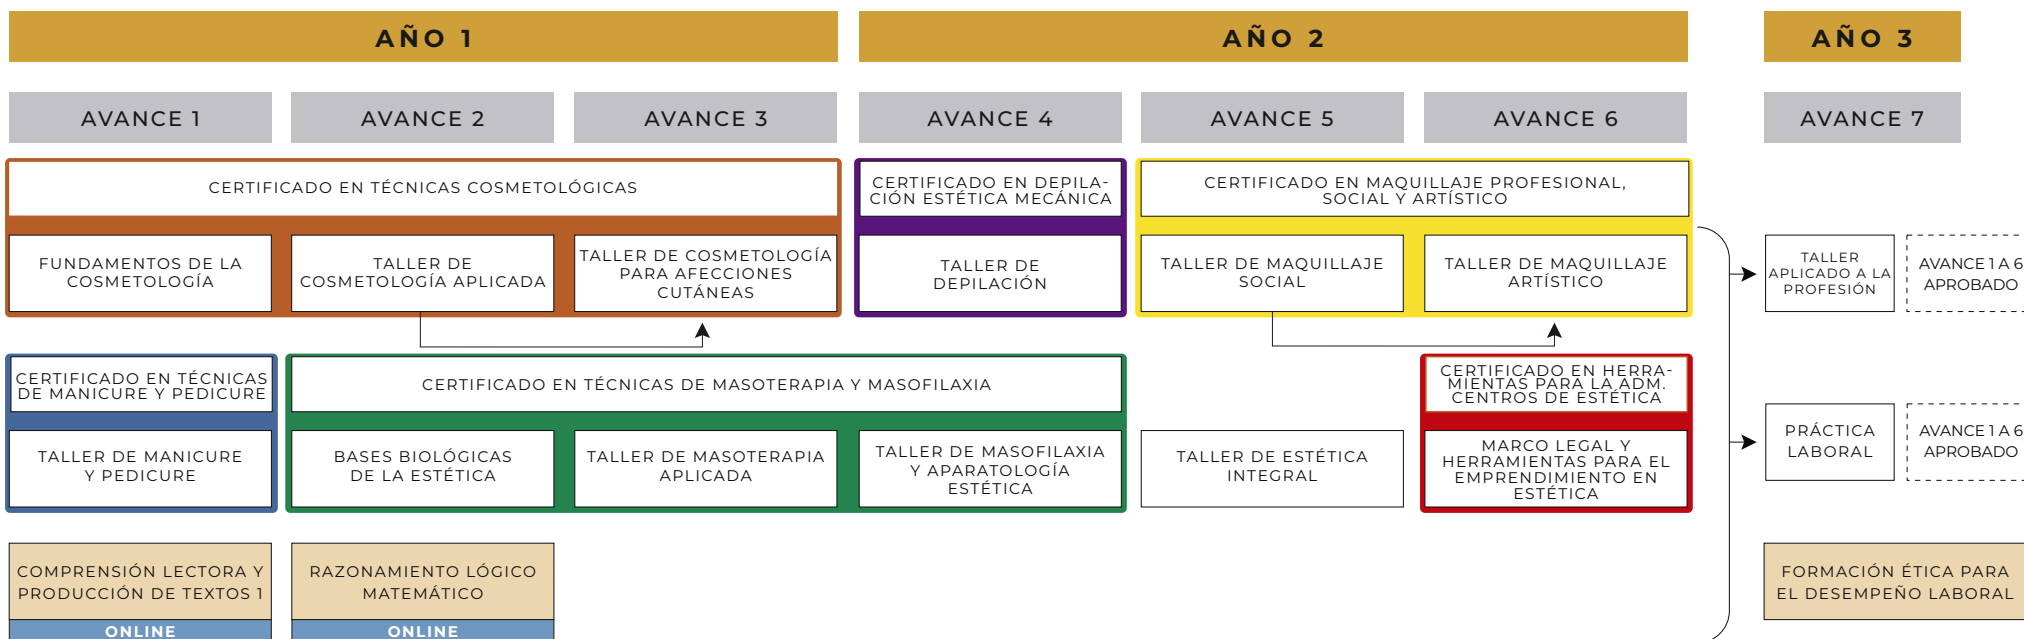 AÑO 1
AÑO 2
AÑO 3
AVANCE 1
AVANCE 2
AVANCE 3
AVANCE 4
AVANCE 5
AVANCE 6
AVANCE 7
CERTIFICADO EN TÉCNICAS COSMETOLÓGICAS
CERTIFICADO EN DEPILA-
CIÓN ESTÉTICA MECÁNICA
CERTIFICADO EN MAQUILLAJE PROFESIONAL,
SOCIAL Y ARTÍSTICO
FUNDAMENTOS DE LA
COSMETOLOGÍA
TALLER DE
COSMETOLOGÍA APLICADA
TALLER DE COSMETOLOGÍA
PARA AFECCIONES
CUTÁNEAS
TALLER DE
DEPILACIÓN
TALLER DE MAQUILLAJE
SOCIAL
TALLER DE MAQUILLAJE
ARTÍSTICO
TALLER
APLICADO A LA
PROFESIÓN
AVANCE 1 A 6
APROBADO
CERTIFICADO EN TÉCNICAS
DE MANICURE Y PEDICURE
CERTIFICADO EN TÉCNICAS DE MASOTERAPIA Y MASOFILAXIA
CERTIFICADO EN HERRA-
MIENTAS PARA LA ADM.
CENTROS DE ESTÉTICA
TALLER DE MANICURE
Y PEDICURE
BASES BIOLÓGICAS
DE LA ESTÉTICA
TALLER DE MASOTERAPIA
APLICADA
TALLER DE MASOFILAXIA
Y APARATOLOGÍA
ESTÉTICA
TALLER DE ESTÉTICA
INTEGRAL
MARCO LEGAL Y
HERRAMIENTAS PARA EL
EMPRENDIMIENTO EN
ESTÉTICA
PRÁCTICA
LABORAL
AVANCE 1 A 6
APROBADO
COMPRENSIÓN LECTORA Y
PRODUCCIÓN DE TEXTOS 1
ONLINE
RAZONAMIENTO LÓGICO
MATEMÁTICO
ONLINE
FORMACIÓN ÉTICA PARA
EL DESEMPEÑO LABORAL